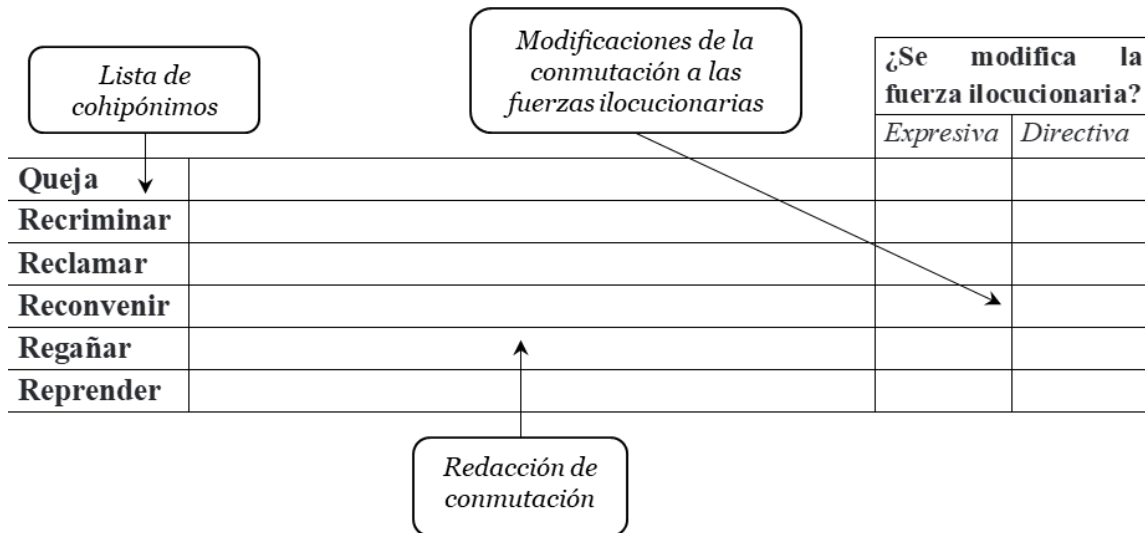 Lista de
cohipónimos
Modificaciones de la
conmutación a las
fuerzas ilocucionarias
¿Se modifica la
fuerza ilocucionaria?
Expresiva Directiva
Queja
Recriminar
Reclamar
Reconvenir
Regañar
Reprender
Redacción de
conmutación